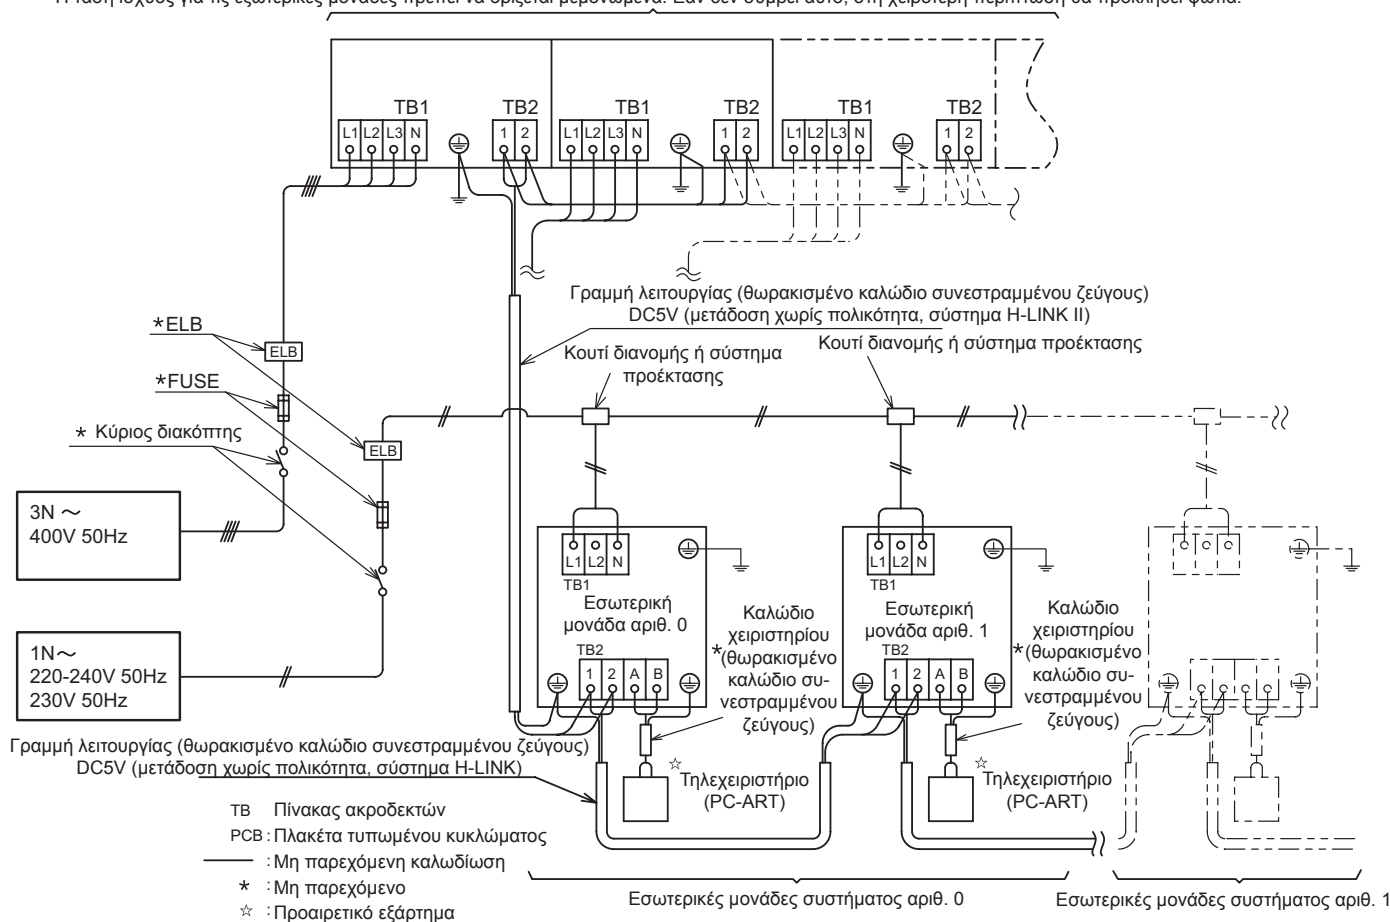 Η τάση ισχύος για τις εξωτερικές μονάδες πρέπει να ορίζεται μεμονωμένα. Εάν δεν συμβεί αυτό, στη χειρότερη περίπτωση θα προκληθεί φωτιά.
TB1 TB2 TB1 TB2 TB1 TB2
L1 L2 L3 N 1 2 L1 L2 L3 N 1 2 L1 L2 L3 N 1 2
Γραμμή λειτουργίας (θωρακισμένο καλώδιο συνεστραμμένου ζεύγους)
DC5V (μετάδοση χωρίς πολικότητα, σύστημα H-LINK II)
*ELB
ELB
Κουτί διανομής ή σύστημα
προέκτασης
Κουτί διανομής ή σύστημα προέκτασης
*FUSE
* Κύριος διακόπτης
ELB
3N ~
400V 50Hz
1N~
220-240V 50Hz
230V 50Hz
L1 L2 N
TB1
Εσωτερική
μονάδα αριθ. 0
TB2
1 2 A B
Καλώδιο
χειριστηρίου
*(θωρακισμένο
καλώδιο συ-
νεστραμμένου
ζεύγους)
L1 L2 N
TB1
Εσωτερική
μονάδα αριθ. 1
TB2
1 2 A B
Καλώδιο
χειριστηρίου
*(θωρακισμένο
καλώδιο συ-
νεστραμμένου
ζεύγους)
Γραμμή λειτουργίας (θωρακισμένο καλώδιο συνεστραμμένου ζεύγους)
DC5V (μετάδοση χωρίς πολικότητα, σύστημα H-LINK)
☆ Τηλεχειριστήριο
(PC-ART)
☆ Τηλεχειριστήριο
(PC-ART)
TB Πίνακας ακροδεκτών
PCB : Πλακέτα τυπωμένου κυκλώματος
: Μη παρεχόμενη καλωδίωση
* : Μη παρεχόμενο
☆ : Προαιρετικό εξάρτημα
Εσωτερικές μονάδες συστήματος αριθ. 0
Εσωτερικές μονάδες συστήματος αριθ. 1